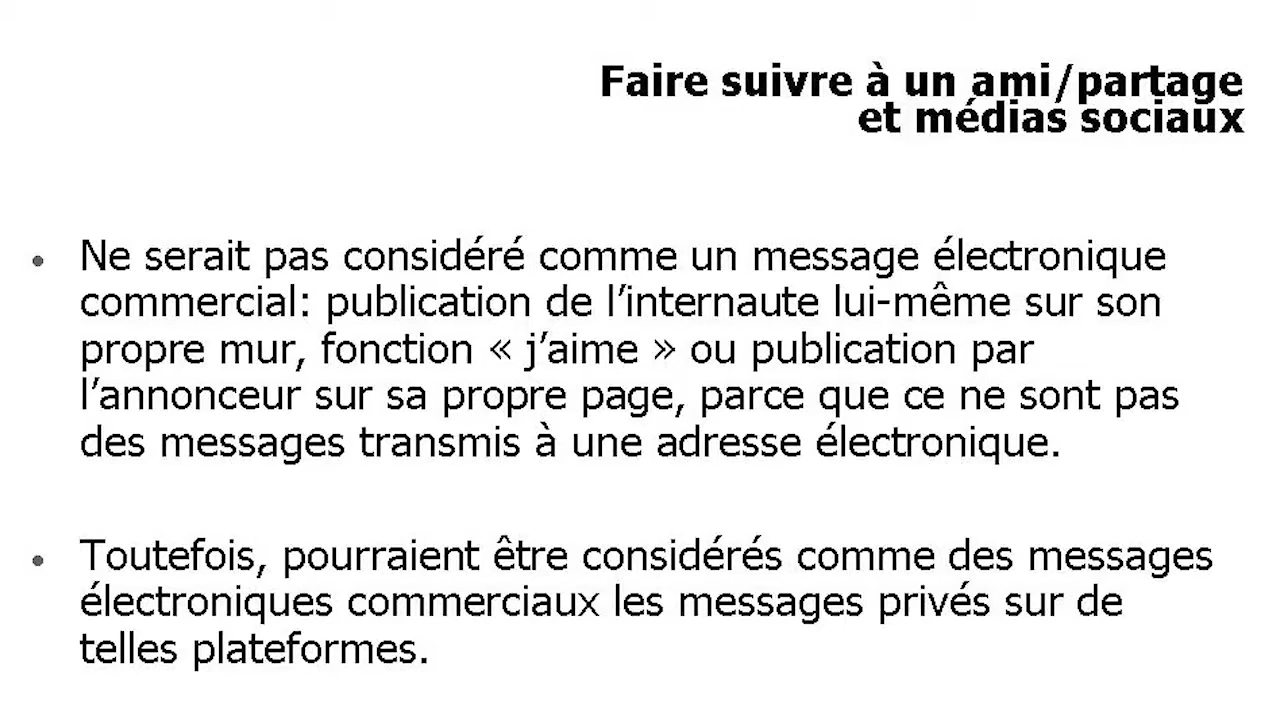 Faire suivre à un ami/partage
et médias sociaux
• Ne serait pas considéré comme un message électronique
commercial: publication de l’internaute lui-même sur son
propre mur, fonction « j’aime » ou publication par
l’annonceur sur sa propre page, parce que ce ne sont pas
des messages transmis à une adresse électronique.
• Toutefois, pourraient être considérés comme des messages
électroniques commerciaux les messages privés sur de
telles plateformes.